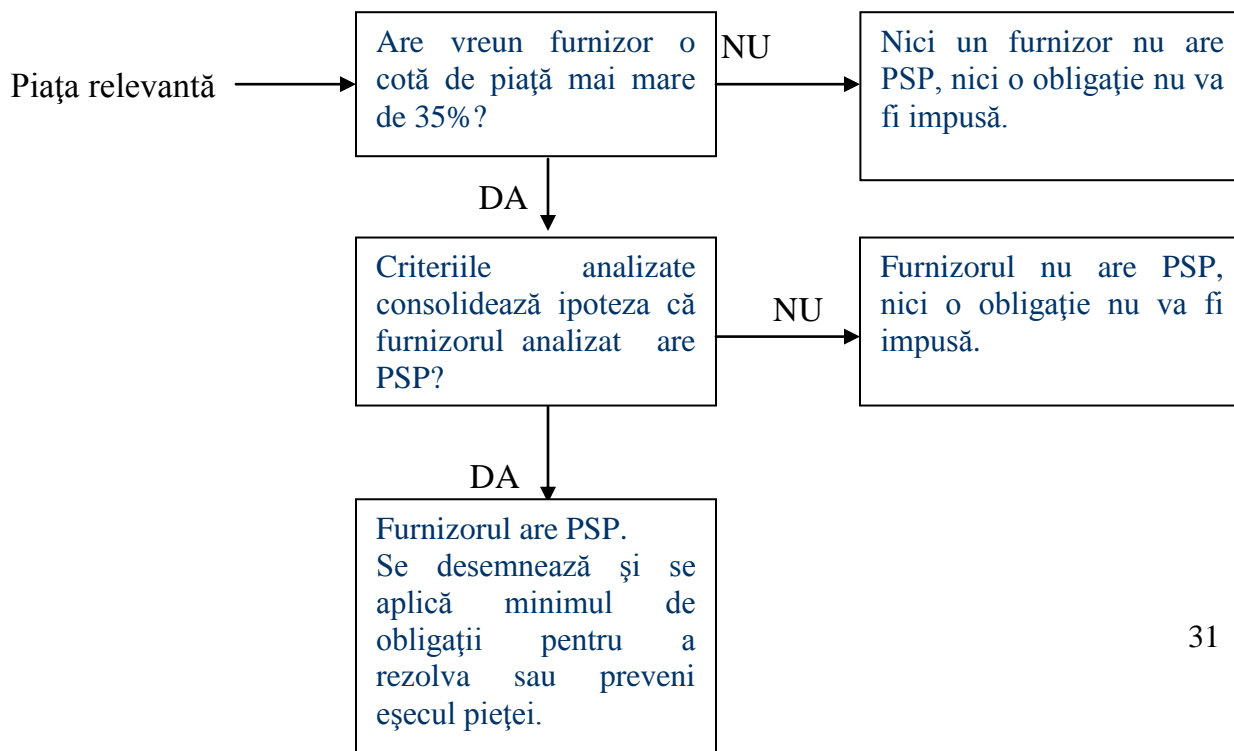 Piaţa relevantă
Are vreun furnizor o
cotă de piaţă mai mare
de 35%?
NU
Nici un furnizor nu are
PSP, nici o obligaţie nu va
fi impusă.
DA
Criteriile analizate
consolidează ipoteza că
furnizorul analizat are
PSP?
NU
Furnizorul nu are PSP,
nici o obligaţie nu va fi
impusă.
DA
Furnizorul are PSP.
Se desemnează şi se
aplică minimul de
obligaţii pentru a
rezolva sau preveni
eşecul pieţei.
31